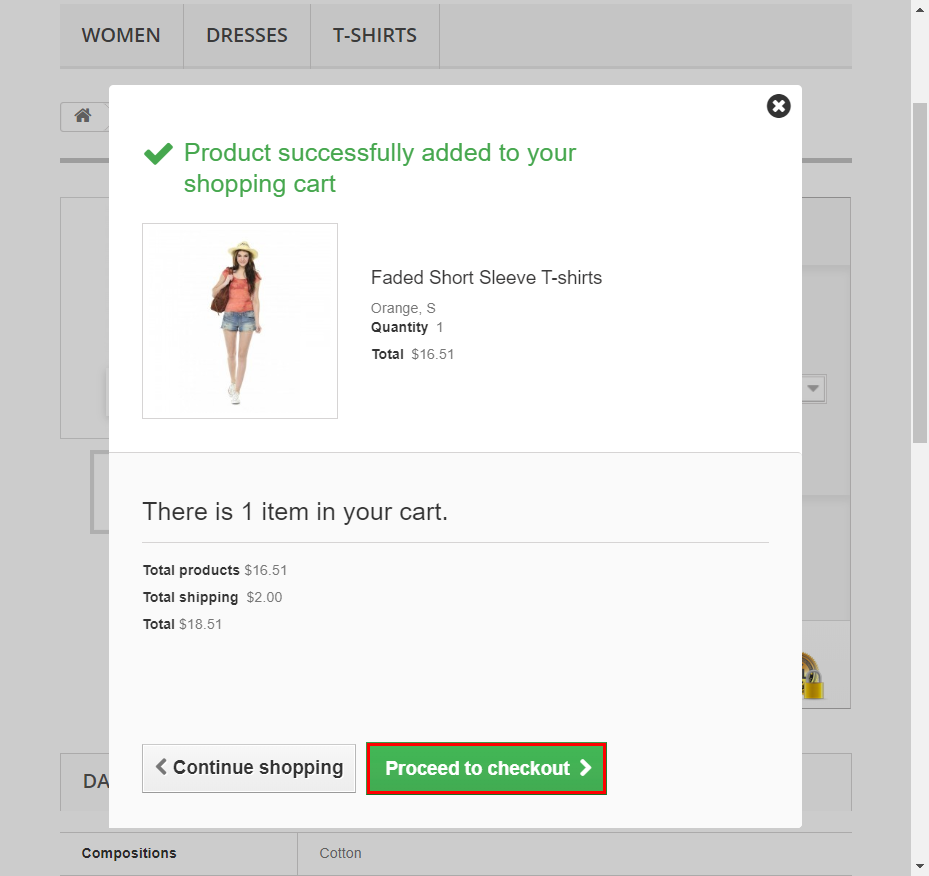 WOMEN DRESSES T-SHIRTS
Product successfully added to your
shopping cart
Faded Short Sleeve T-shirts
Orange, S
Quantity 1
Total $16.51
There is 1 item in your cart.
Total products $16.51
Total shipping $2.00
Total $18.51
Continue shopping Proceed to checkout
DA
Compositions Cotton